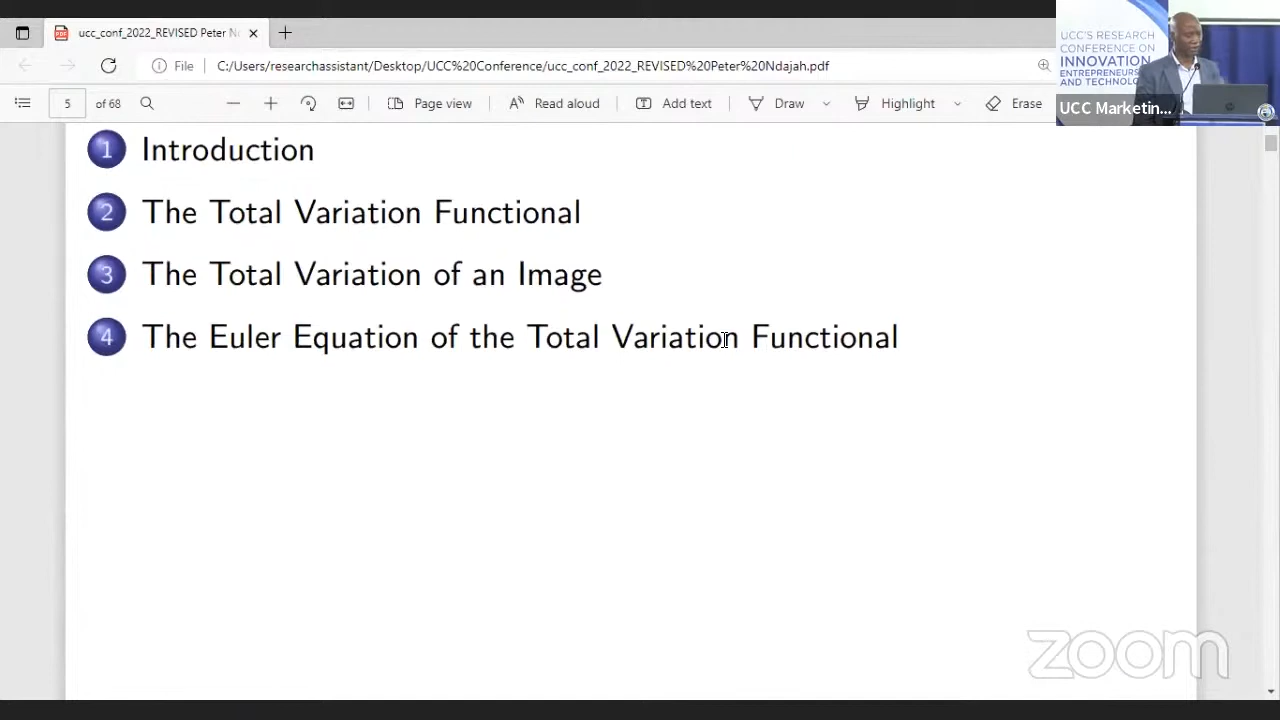 ucc_conf_2022_REVISED Peter N
File
C:/Users/researchassistant/Desktop/UCC%20Conference/ucc_conf_2022_REVISED%20Peter%20Ndajah.pdf
5 of 68
Page view
Read aloud
Add text
Draw
Highlight
Erase
UCC'S RESEARCH
CONFERENCE ON
INNOVATION
ENTREPRENEURS
AND TECHNOLO
UCC Marketin...
1 Introduction
2 The Total Variation Functional
3 The Total Variation of an Image
4 The Euler Equation of the Total Variation Functional
zoom